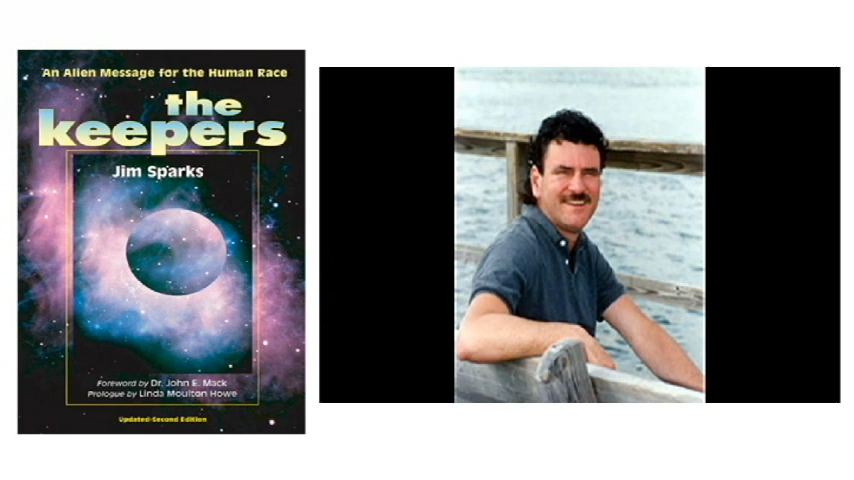 An Alien Message for the Human Race
the
keepers
Jim Sparks
Foreword by Dr. John E. Mack
Prologue by Linda Moulton Howe
Updated-Second Edition